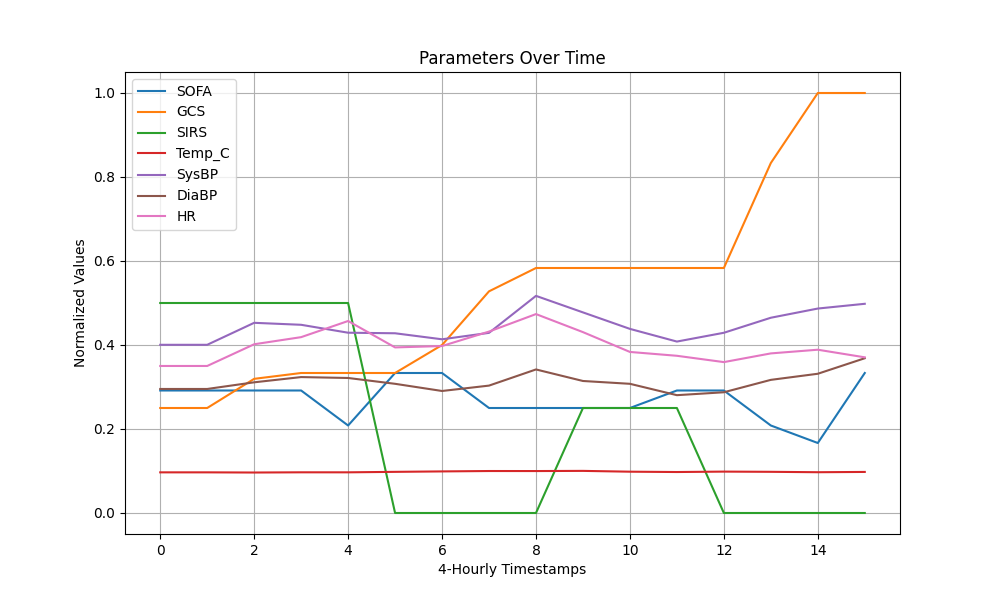 Parameters Over Time
SOFA
GCS
SIRS
Temp_C
SysBP
DiaBP
HR
Normalized Values
1.0
0.8
0.6
0.4
0.2
0.0
0 2 4 6 8 10 12 14
4-Hourly Timestamps